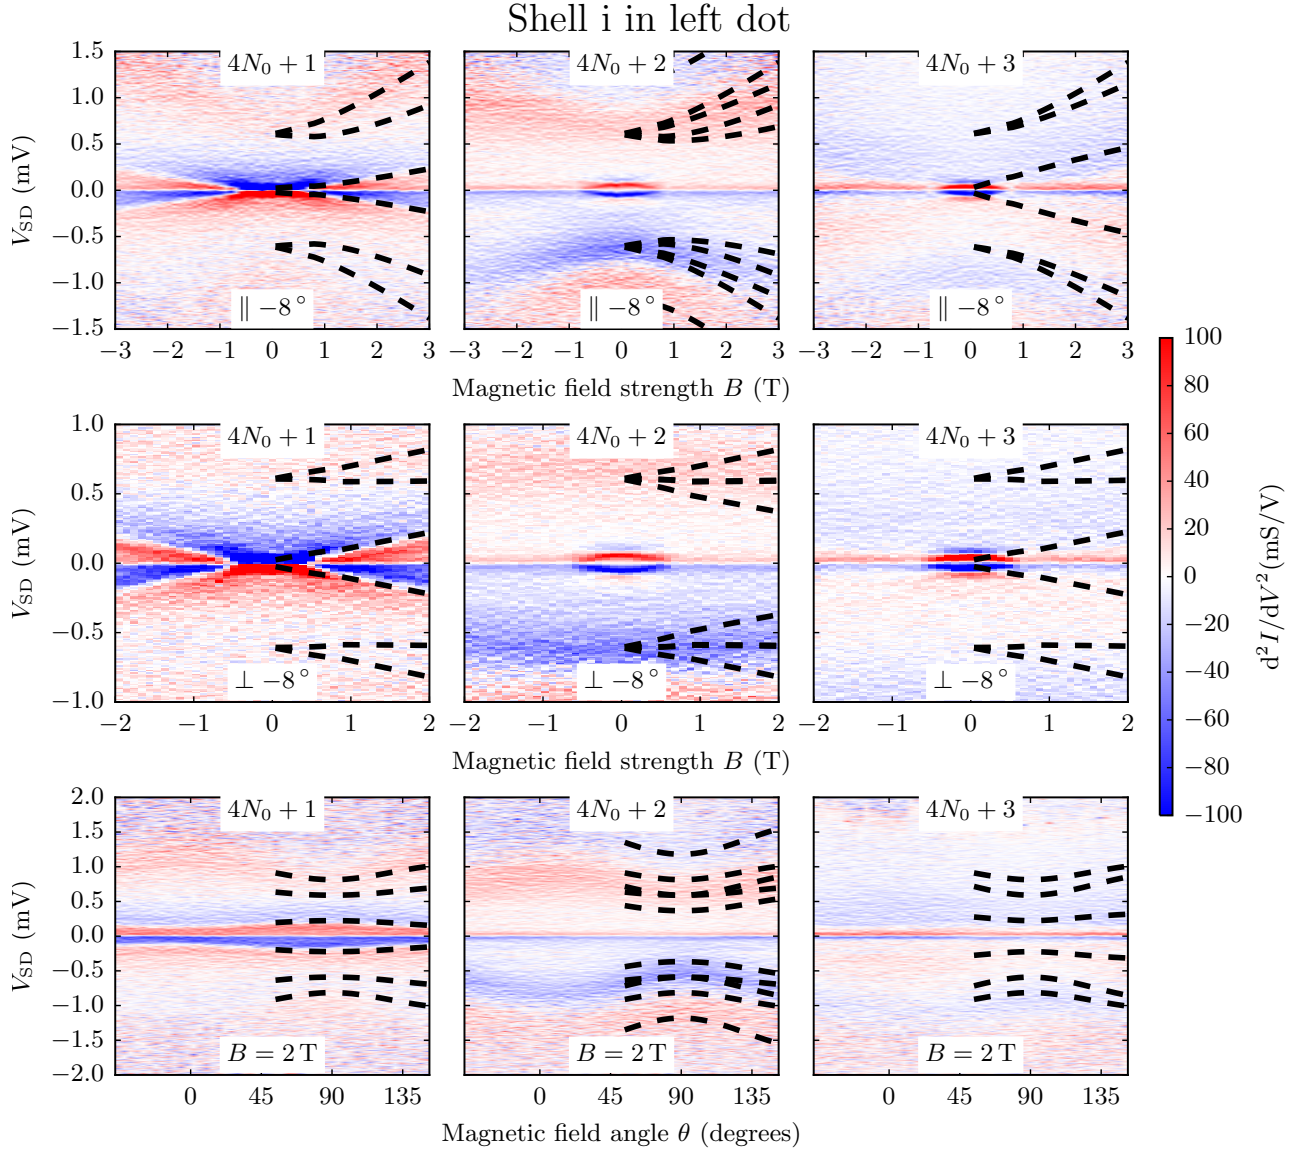 Shell i in left dot
4N₀ + 1
4N₀ + 2
4N₀ + 3
1.5
1.0
0.5
0.0
−0.5
−1.0
−1.5
V_SD (mV)
∥ −8°
∥ −8°
∥ −8°
−3 −2 −1 0 1 2 3
−3 −2 −1 0 1 2 3
−3 −2 −1 0 1 2 3
Magnetic field strength B (T)
4N₀ + 1
4N₀ + 2
4N₀ + 3
1.0
0.5
0.0
−0.5
−1.0
V_SD (mV)
⊥ −8°
⊥ −8°
⊥ −8°
−2 −1 0 1 2
−2 −1 0 1 2
−2 −1 0 1 2
Magnetic field strength B (T)
4N₀ + 1
4N₀ + 2
4N₀ + 3
2.0
1.5
1.0
0.5
0.0
−0.5
−1.0
−1.5
−2.0
V_SD (mV)
B = 2 T
B = 2 T
B = 2 T
0 45 90 135
0 45 90 135
0 45 90 135
Magnetic field angle θ (degrees)
100
80
60
40
20
0
−20
−40
−60
−80
−100
d²I/dV² (mS/V)